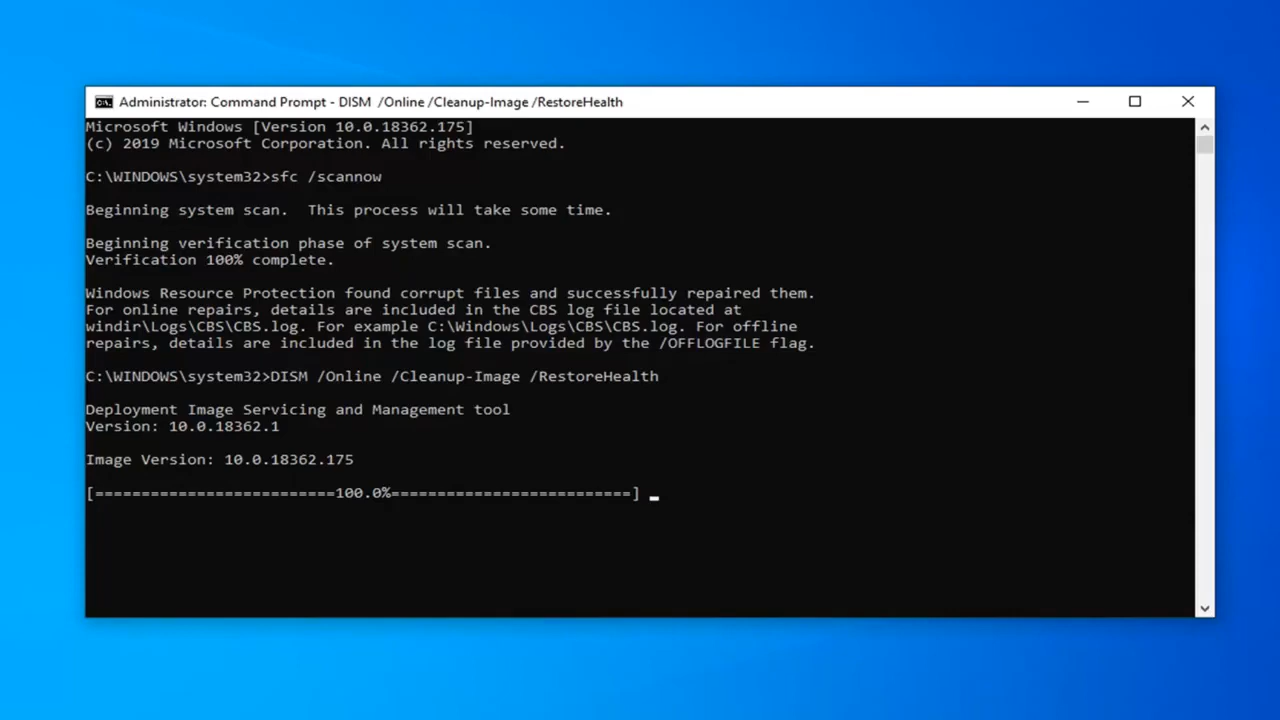 Administrator: Command Prompt - DISM  /Online /Cleanup-Image /RestoreHealth
Microsoft Windows [Version 10.0.18362.175]
(c) 2019 Microsoft Corporation. All rights reserved.
C:\WINDOWS\system32>sfc /scannow
Beginning system scan.  This process will take some time.
Beginning verification phase of system scan.
Verification 100% complete.
Windows Resource Protection found corrupt files and successfully repaired them.
For online repairs, details are included in the CBS log file located at
windir\Logs\CBS\CBS.log. For example C:\Windows\Logs\CBS\CBS.log. For offline
repairs, details are included in the log file provided by the /OFFLOGFILE flag.
C:\WINDOWS\system32>DISM /Online /Cleanup-Image /RestoreHealth
Deployment Image Servicing and Management tool
Version: 10.0.18362.1
Image Version: 10.0.18362.175
[==========================100.0%==========================]